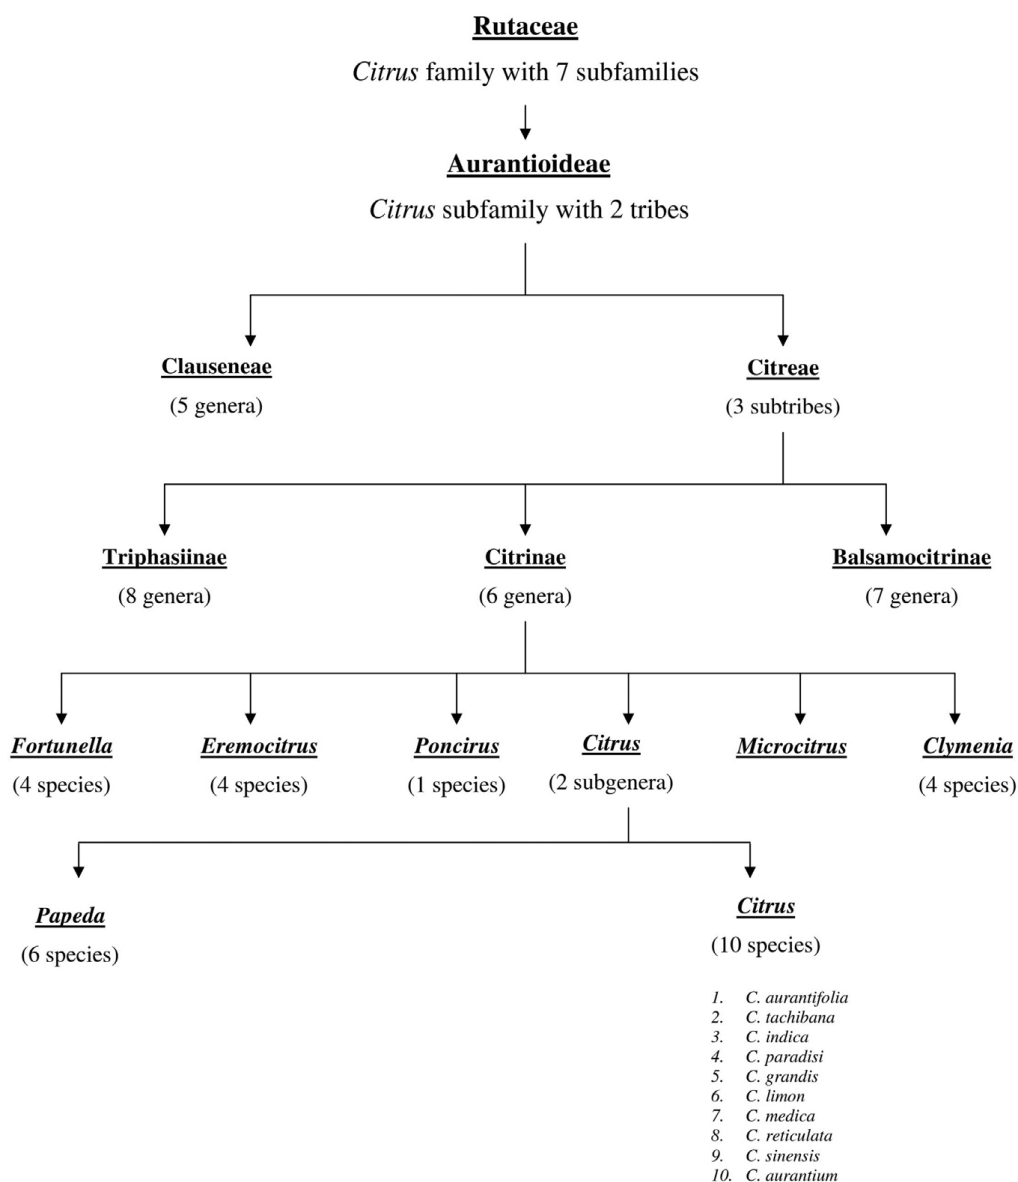 Rutaceae
Citrus family with 7 subfamilies
Aurantioideae
Citrus subfamily with 2 tribes
Clauseneae
Citreae
(5 genera)
(3 subtribes)
Triphasiinae
Citrinae
Balsamocitrinae
(8 genera)
(6 genera)
(7 genera)
Fortunella
Eremocitrus
Poncirus
Citrus
Microcitrus
Clymenia
(4 species)
(4 species)
(1 species)
(2 subgenera)
(4 species)
Papeda
(6 species)
Citrus
(10 species)
1. C. aurantifolia
2. C. tachibana
3. C. indica
4. C. paradisi
5. C. grandis
6. C. limon
7. C. medica
8. C. reticulata
9. C. sinensis
10. C. aurantium